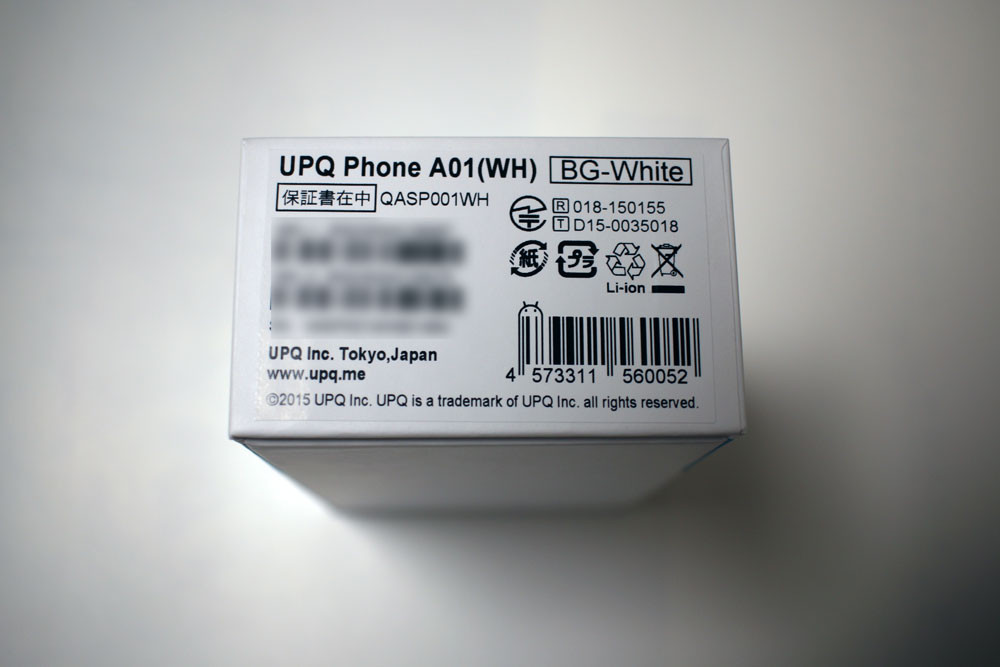 UPQ Phone A01(WH) BG-White
保証書在中 QASP001WH
R 018-150155
T D15-0035018
紙 プラ
Li-ion
UPQ Inc. Tokyo,Japan
www.upq.me
4 573311 560052
©2015 UPQ Inc. UPQ is a trademark of UPQ Inc. all rights reserved.